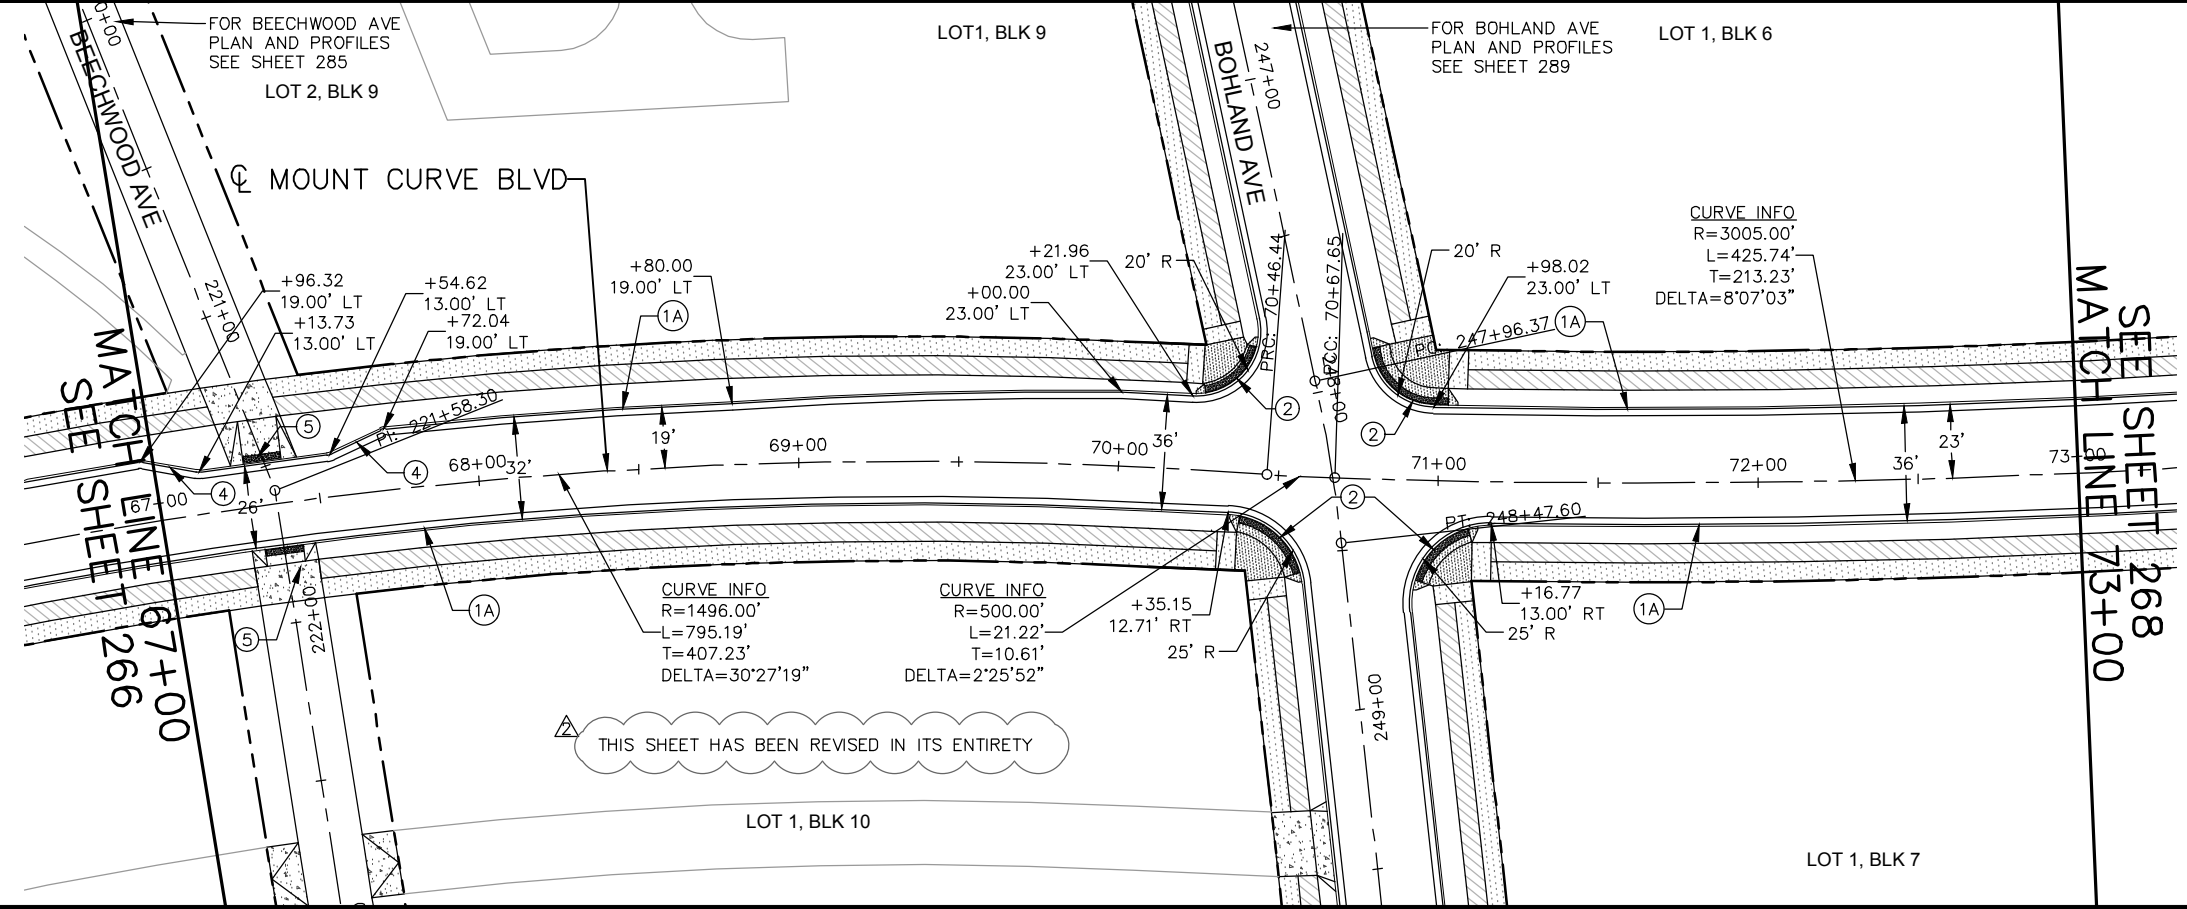 FOR BEECHWOOD AVE
PLAN AND PROFILES
SEE SHEET 285
LOT 2, BLK 9
BEECHWOOD AVE
0+00
221+00
℄ MOUNT CURVE BLVD
LOT1, BLK 9
BOHLAND AVE
247+00
FOR BOHLAND AVE
PLAN AND PROFILES
SEE SHEET 289
LOT 1, BLK 6
CURVE INFO
R=3005.00'
L=425.74'
T=213.23'
DELTA=8°07'03"
+96.32
19.00' LT
+13.73
13.00' LT
+54.62
13.00' LT
+72.04
19.00' LT
+80.00
19.00' LT
1A
+21.96
23.00' LT
+00.00
23.00' LT
20' R
PRC: 70+46.44
PCC: 70+67.65
20' R
+98.02
23.00' LT
1A
PC: 247+96.37
248+00
MATCH LINE 67+00
SEE SHEET 266
PI: 221+58.30
5
4
4
2
2
2
67+00
26'
68+00
32'
19'
69+00
70+00
36'
71+00
72+00
36'
23'
73+00
PT: 248+47.60
SEE SHEET 268
MATCH LINE 73+00
5
222+00
1A
CURVE INFO
R=1496.00'
L=795.19'
T=407.23'
DELTA=30°27'19"
CURVE INFO
R=500.00'
L=21.22'
T=10.61'
DELTA=2°25'52"
+35.15
12.71' RT
25' R
+16.77
13.00' RT
25' R
1A
249+00
2
THIS SHEET HAS BEEN REVISED IN ITS ENTIRETY
LOT 1, BLK 10
LOT 1, BLK 7